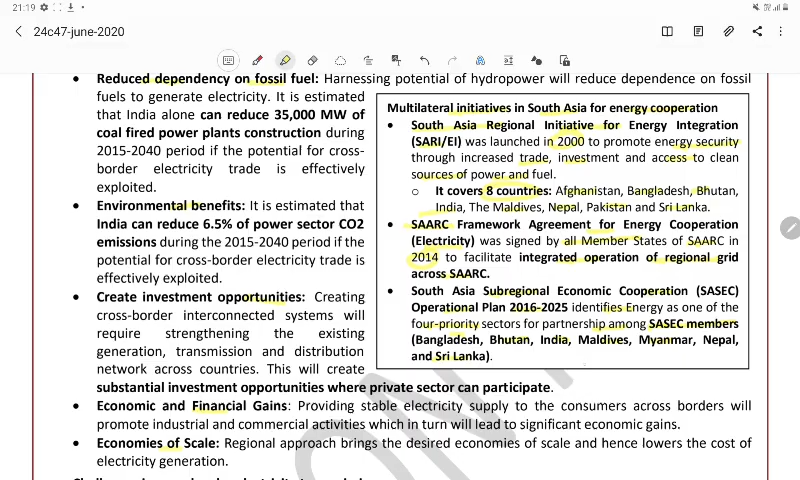 21:19
24c47-june-2020
• Reduced dependency on fossil fuel: Harnessing potential of hydropower will reduce dependence on fossil
fuels to generate electricity. It is estimated
that India alone can reduce 35,000 MW of
coal fired power plants construction during
2015-2040 period if the potential for cross-
border electricity trade is effectively
exploited.
• Environmental benefits: It is estimated that
India can reduce 6.5% of power sector CO2
emissions during the 2015-2040 period if the
potential for cross-border electricity trade is
effectively exploited.
• Create investment opportunities: Creating
cross-border interconnected systems will
require strengthening the existing
generation, transmission and distribution
network across countries. This will create
substantial investment opportunities where private sector can participate.
• Economic and Financial Gains: Providing stable electricity supply to the consumers across borders will
promote industrial and commercial activities which in turn will lead to significant economic gains.
• Economies of Scale: Regional approach brings the desired economies of scale and hence lowers the cost of
electricity generation.
Multilateral initiatives in South Asia for energy cooperation
• South Asia Regional Initiative for Energy Integration
(SARI/EI) was launched in 2000 to promote energy security
through increased trade, investment and access to clean
sources of power and fuel.
o It covers 8 countries: Afghanistan, Bangladesh, Bhutan,
India, The Maldives, Nepal, Pakistan and Sri Lanka.
• SAARC Framework Agreement for Energy Cooperation
(Electricity) was signed by all Member States of SAARC in
2014 to facilitate integrated operation of regional grid
across SAARC.
• South Asia Subregional Economic Cooperation (SASEC)
Operational Plan 2016-2025 identifies Energy as one of the
four-priority sectors for partnership among SASEC members
(Bangladesh, Bhutan, India, Maldives, Myanmar, Nepal,
and Sri Lanka).